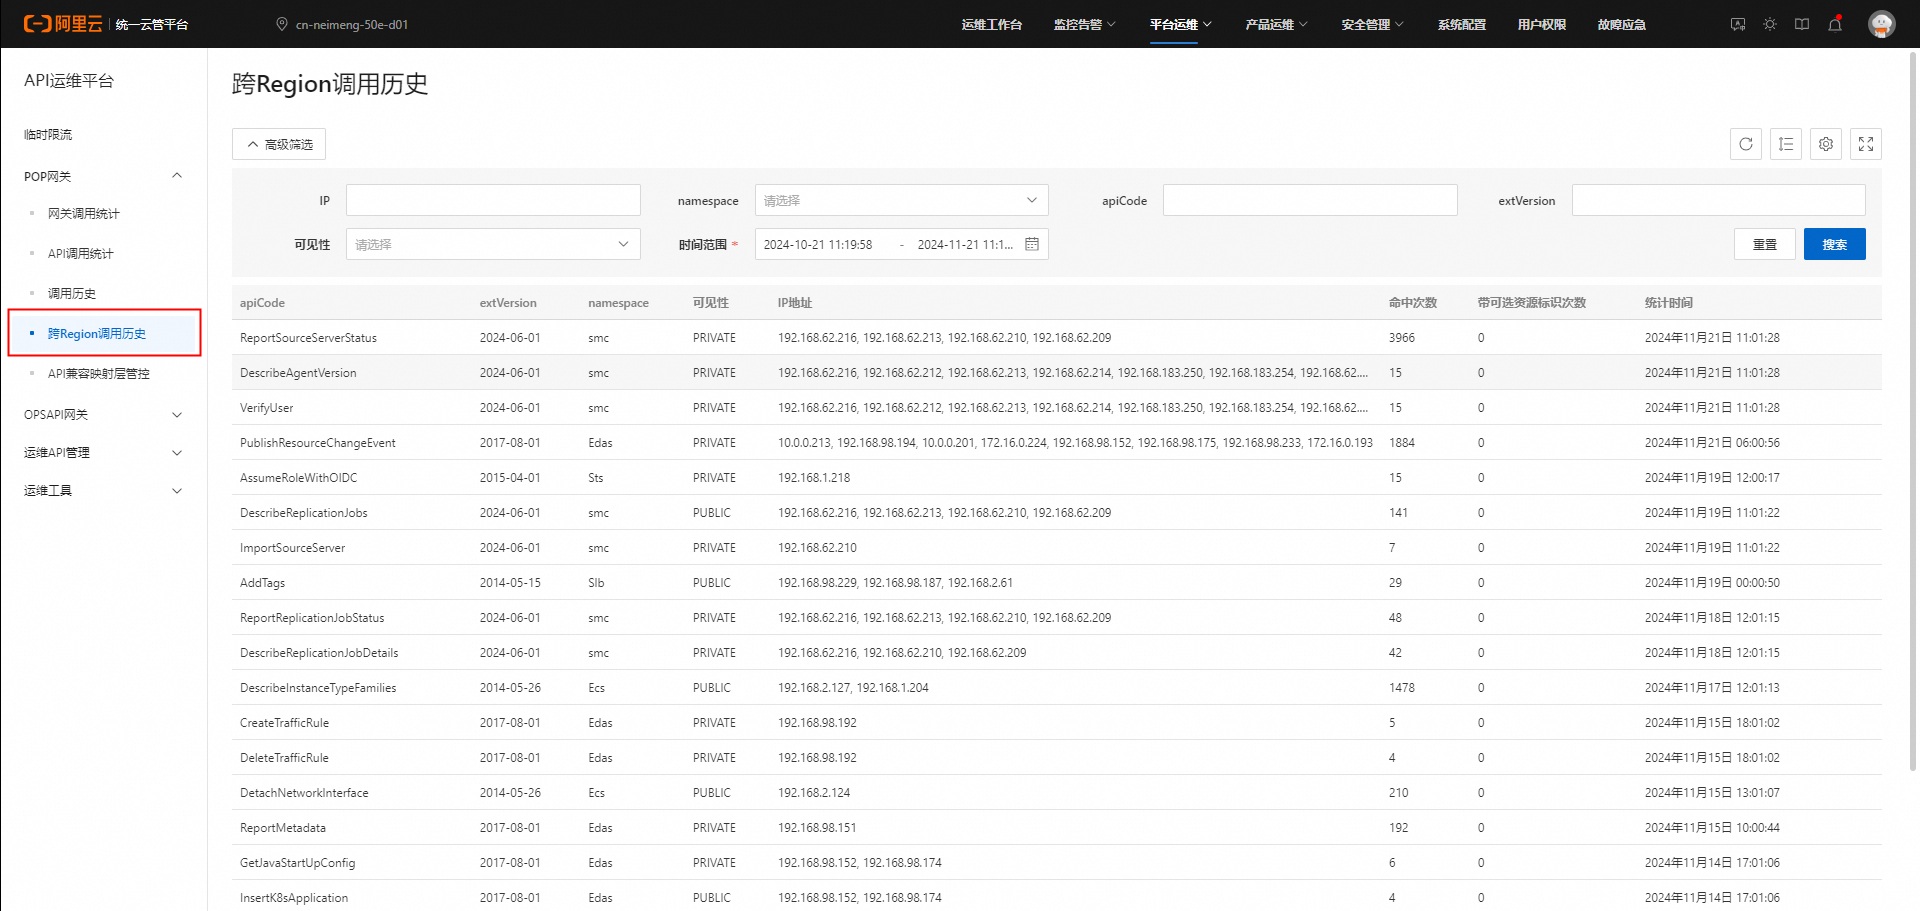 阿里云 统一云管平台 cn-neimeng-50e-d01 运维工作台 监控告警 平台运维 产品运维 安全管理 系统配置 用户权限 故障应急
API运维平台
临时限流
POP网关
网关调用统计
API调用统计
调用历史
跨Region调用历史
API兼容映射层管控
OPSAPI网关
运维API管理
运维工具
跨Region调用历史
高级筛选
IP namespace 请选择 apiCode extVersion
可见性 请选择 时间范围 * 2024-10-21 11:19:58 - 2024-11-21 11:1... 重置 搜索
apiCode extVersion namespace 可见性 IP地址 命中次数 带可选资源标识次数 统计时间
ReportSourceServerStatus 2024-06-01 smc PRIVATE 192.168.62.216, 192.168.62.213, 192.168.62.210, 192.168.62.209 3966 0 2024年11月21日 11:01:28
DescribeAgentVersion 2024-06-01 smc PRIVATE 192.168.62.216, 192.168.62.212, 192.168.62.213, 192.168.62.214, 192.168.183.250, 192.168.183.254, 192.168.62.... 15 0 2024年11月21日 11:01:28
VerifyUser 2024-06-01 smc PRIVATE 192.168.62.216, 192.168.62.212, 192.168.62.213, 192.168.62.214, 192.168.183.250, 192.168.183.254, 192.168.62.... 15 0 2024年11月21日 11:01:28
PublishResourceChangeEvent 2017-08-01 Edas PRIVATE 10.0.0.213, 192.168.98.194, 10.0.0.201, 172.16.0.224, 192.168.98.152, 192.168.98.175, 192.168.98.233, 172.16.0.193 1884 0 2024年11月21日 06:00:56
AssumeRoleWithOIDC 2015-04-01 Sts PRIVATE 192.168.1.218 15 0 2024年11月19日 12:00:17
DescribeReplicationJobs 2024-06-01 smc PUBLIC 192.168.62.216, 192.168.62.213, 192.168.62.210, 192.168.62.209 141 0 2024年11月19日 11:01:22
ImportSourceServer 2024-06-01 smc PRIVATE 192.168.62.210 7 0 2024年11月19日 11:01:22
AddTags 2014-05-15 Slb PUBLIC 192.168.98.229, 192.168.98.187, 192.168.2.61 29 0 2024年11月19日 00:00:50
ReportReplicationJobStatus 2024-06-01 smc PRIVATE 192.168.62.216, 192.168.62.213, 192.168.62.210, 192.168.62.209 48 0 2024年11月18日 12:01:15
DescribeReplicationJobDetails 2024-06-01 smc PRIVATE 192.168.62.216, 192.168.62.210, 192.168.62.209 42 0 2024年11月18日 12:01:15
DescribeInstanceTypeFamilies 2014-05-26 Ecs PUBLIC 192.168.2.127, 192.168.1.204 1478 0 2024年11月17日 12:01:13
CreateTrafficRule 2017-08-01 Edas PRIVATE 192.168.98.192 5 0 2024年11月15日 18:01:02
DeleteTrafficRule 2017-08-01 Edas PRIVATE 192.168.98.192 4 0 2024年11月15日 18:01:02
DetachNetworkInterface 2014-05-26 Ecs PUBLIC 192.168.2.124 210 0 2024年11月15日 13:01:07
ReportMetadata 2017-08-01 Edas PRIVATE 192.168.98.151 192 0 2024年11月15日 10:00:44
GetJavaStartUpConfig 2017-08-01 Edas PRIVATE 192.168.98.152, 192.168.98.174 6 0 2024年11月14日 17:01:06
InsertK8sApplication 2017-08-01 Edas PUBLIC 192.168.98.152, 192.168.98.174 4 0 2024年11月14日 17:01:06